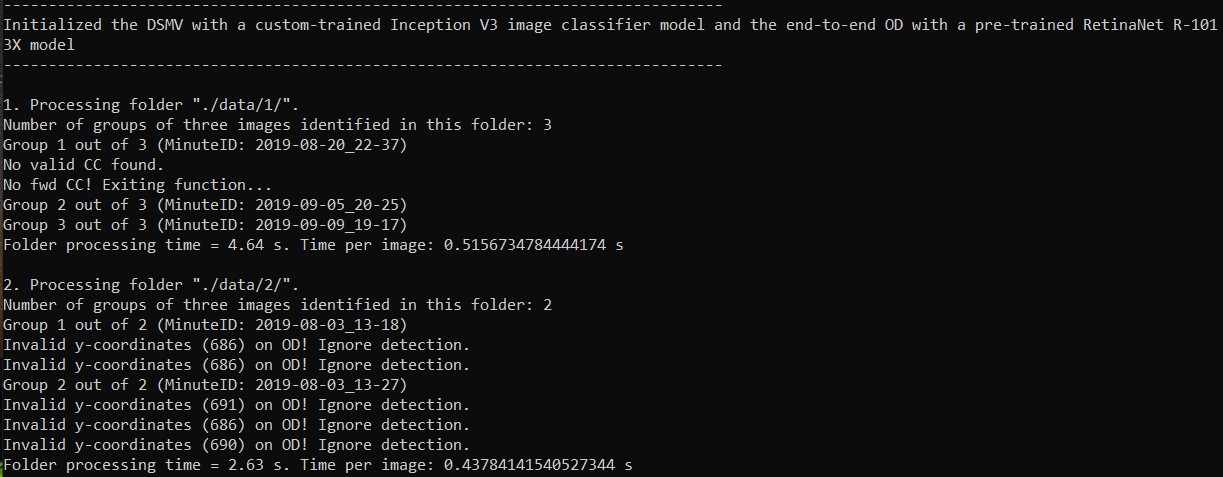 --------------------------------------------------------------------------------
Initialized the DSMV with a custom-trained Inception V3 image classifier model and the end-to-end OD with a pre-trained RetinaNet R-101
3X model
--------------------------------------------------------------------------------
1. Processing folder "./data/1/".
Number of groups of three images identified in this folder: 3
Group 1 out of 3 (MinuteID: 2019-08-20_22-37)
No valid CC found.
No fwd CC! Exiting function...
Group 2 out of 3 (MinuteID: 2019-09-05_20-25)
Group 3 out of 3 (MinuteID: 2019-09-09_19-17)
Folder processing time = 4.64 s. Time per image: 0.5156734784444174 s
2. Processing folder "./data/2/".
Number of groups of three images identified in this folder: 2
Group 1 out of 2 (MinuteID: 2019-08-03_13-18)
Invalid y-coordinates (686) on OD! Ignore detection.
Invalid y-coordinates (686) on OD! Ignore detection.
Group 2 out of 2 (MinuteID: 2019-08-03_13-27)
Invalid y-coordinates (691) on OD! Ignore detection.
Invalid y-coordinates (686) on OD! Ignore detection.
Invalid y-coordinates (690) on OD! Ignore detection.
Folder processing time = 2.63 s. Time per image: 0.43784141540527344 s